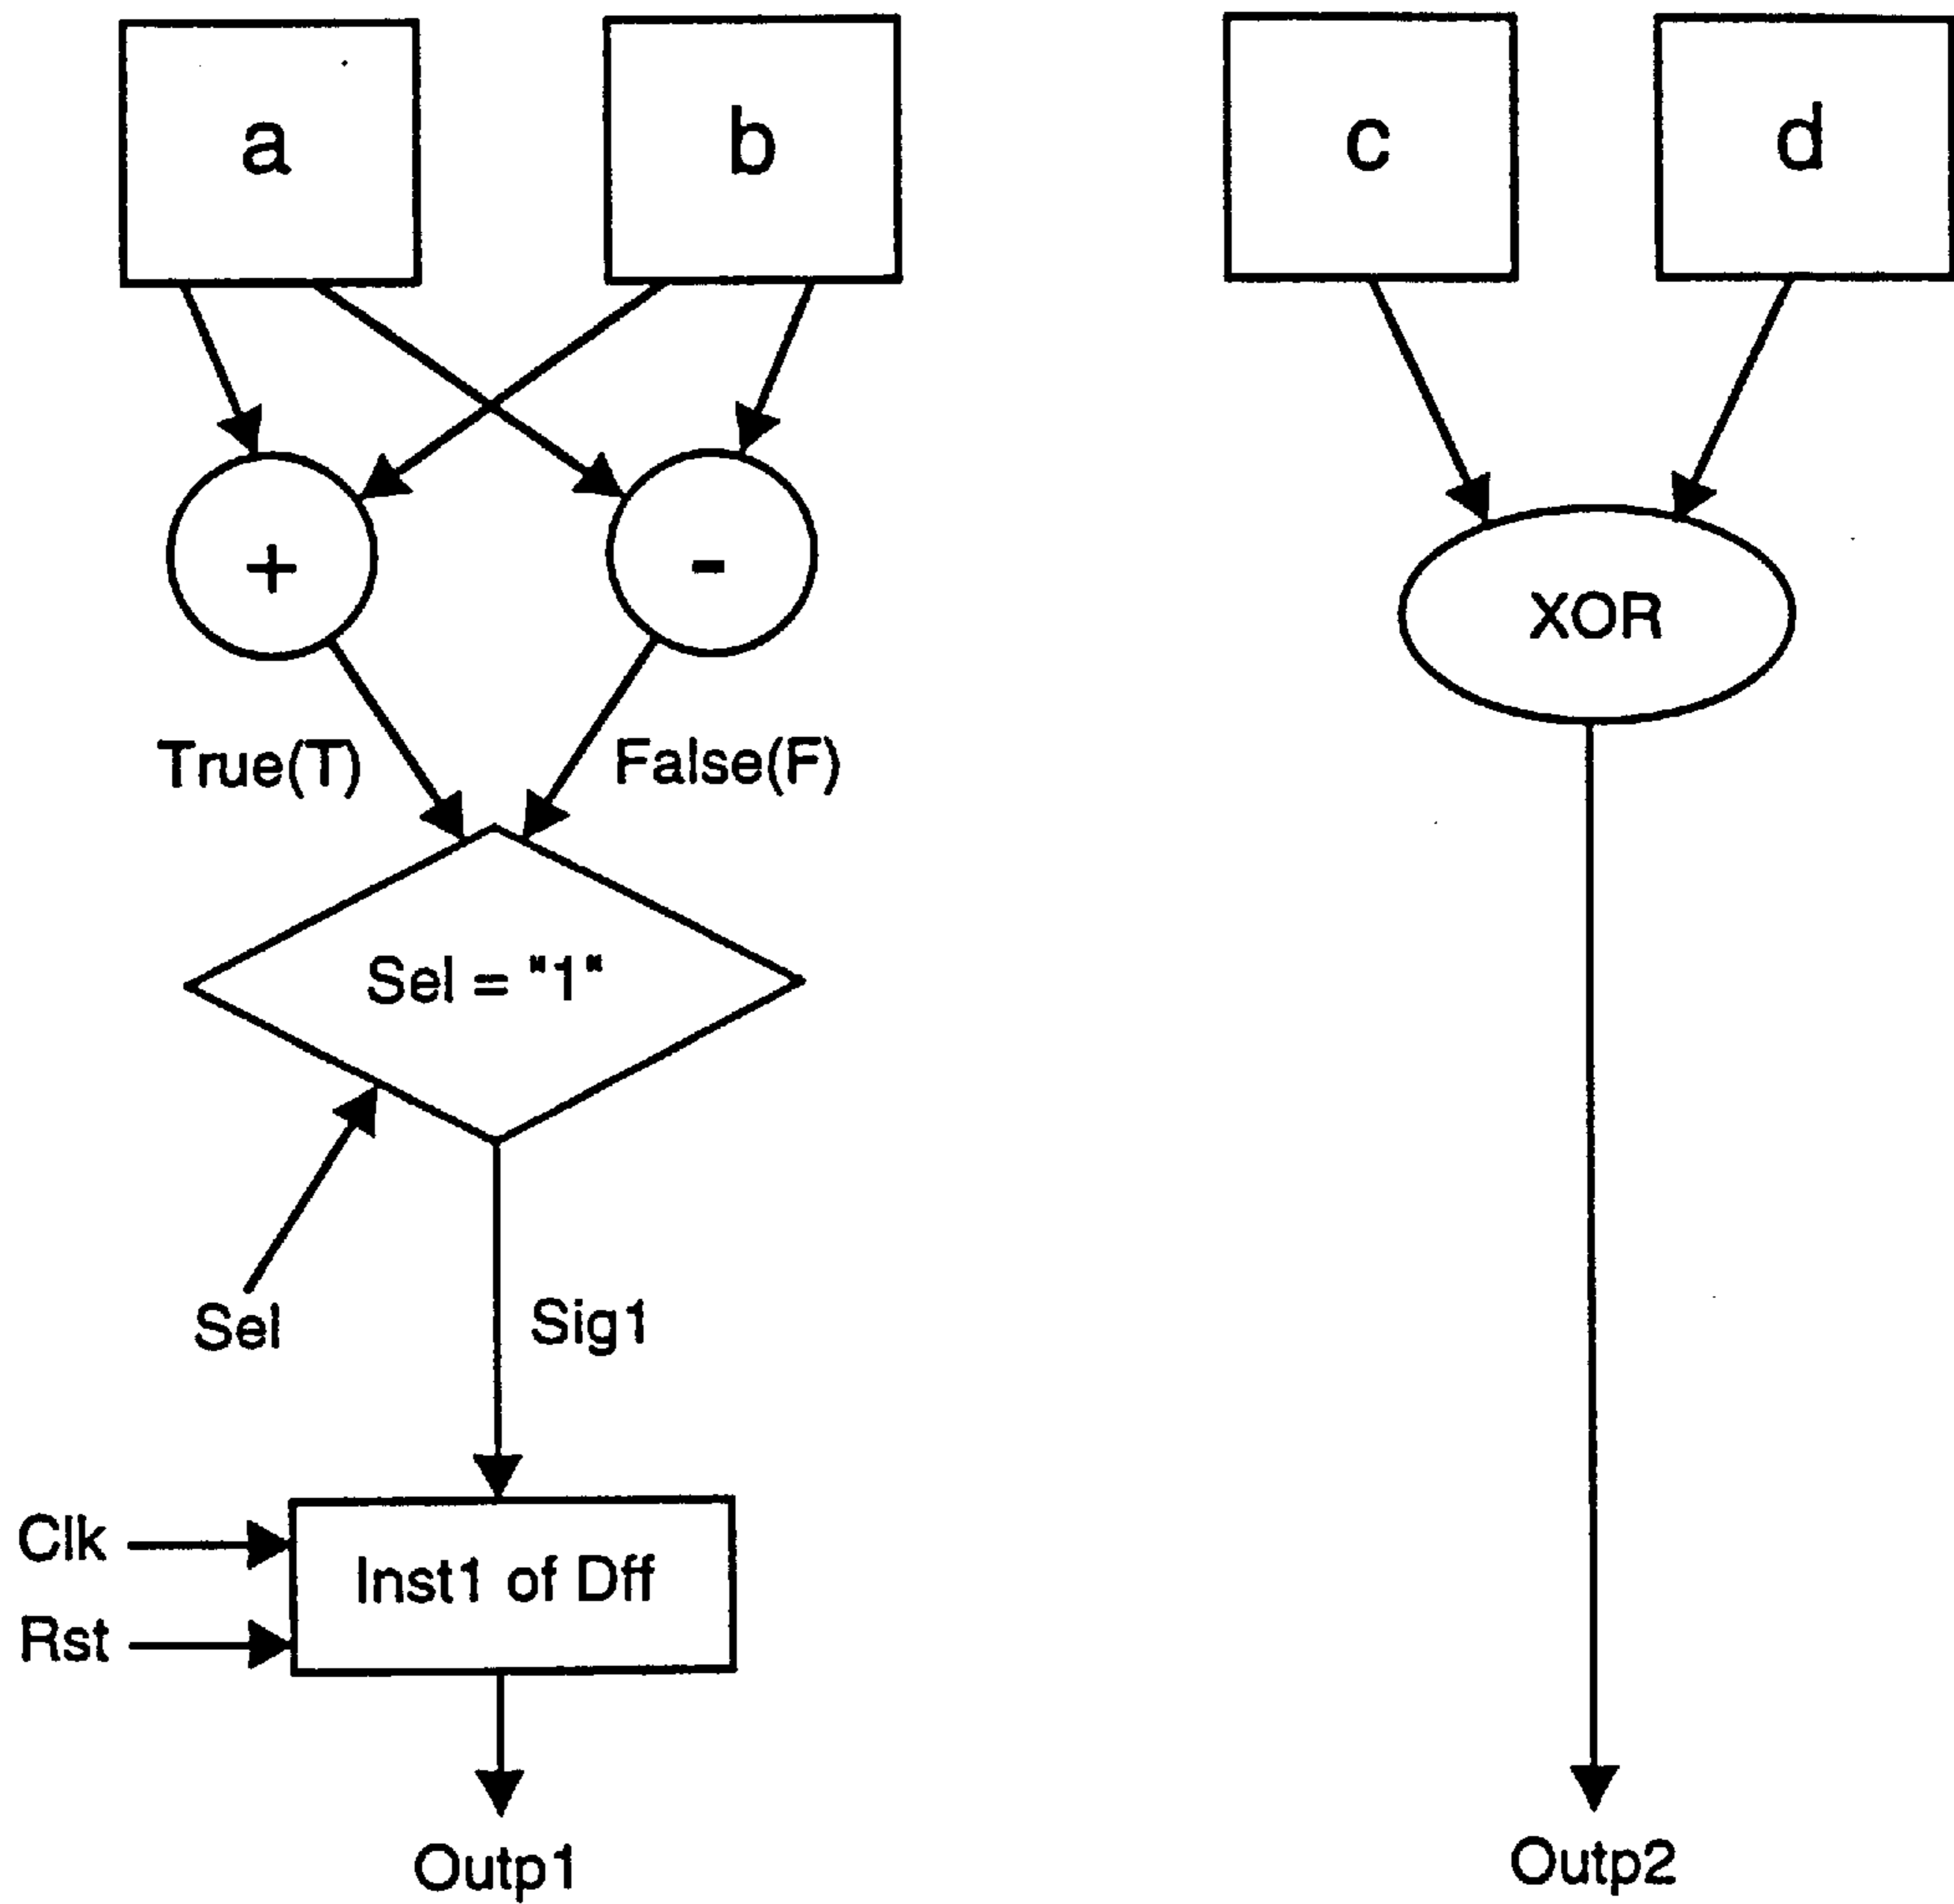 a
b
c
d
+
-
XOR
True(T)
False(F)
Sel = "1"
Sel
Sig1
Clk
Inst1 of Dff
Rst
Outp1
Outp2